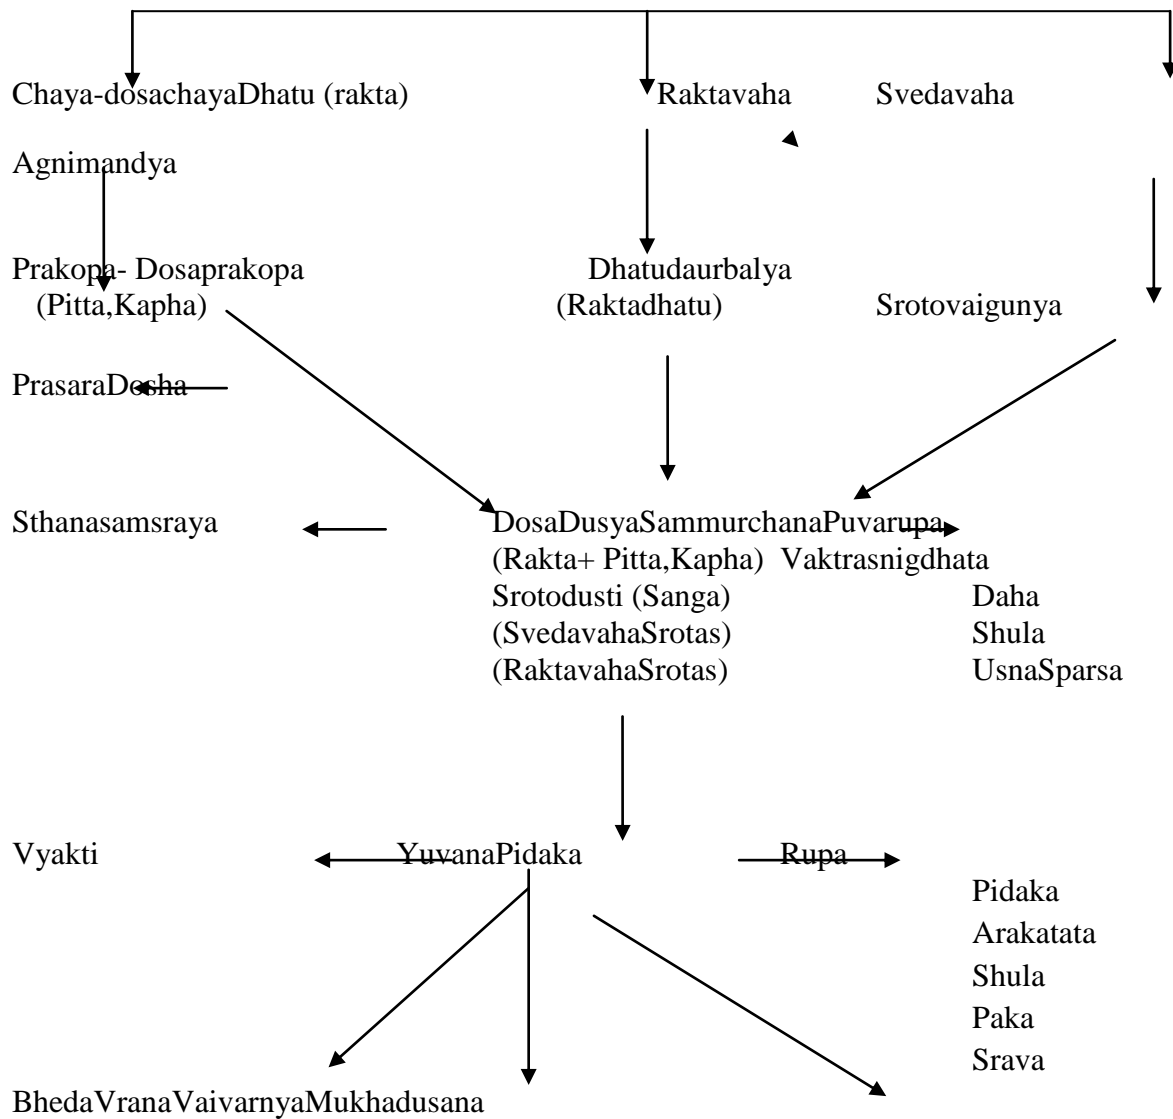 Chaya-dosachayaDhatu (rakta) Raktavaha Svedavaha
Agnimandya
Prakopa- Dosaprakopa Dhatudaurbalya
(Pitta,Kapha) (Raktadhatu) Srotovaigunya
PrasaraDosha
Sthanasamsraya DosaDusyaSammurchanaPuvarupa
(Rakta+ Pitta,Kapha) Vaktrasnigdhata
Srotodusti (Sanga) Daha
(SvedavahaSrotas) Shula
(RaktavahaSrotas) UsnaSparsa
Vyakti YuvanaPidaka Rupa
Pidaka
Arakatata
Shula
Paka
Srava
BhedaVranaVaivarnyaMukhadusana